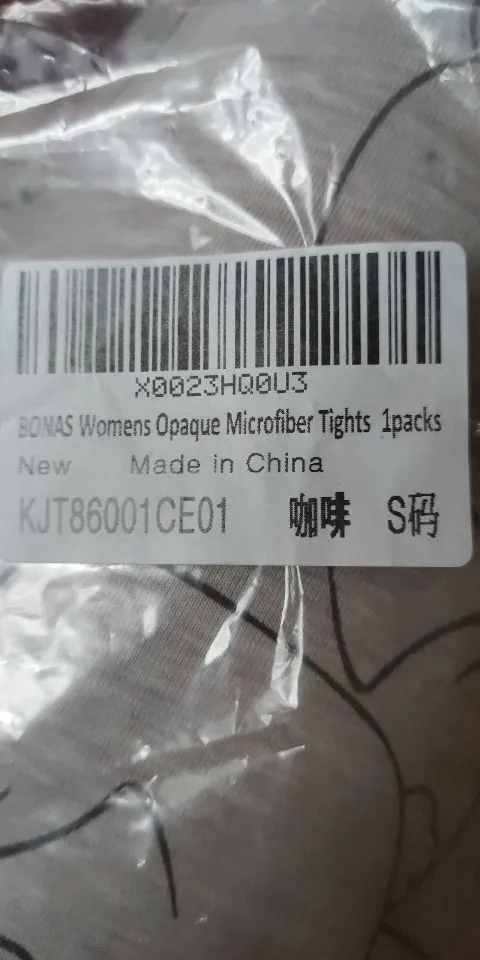 X0023HQ0U3
BONAS Womens Opaque Microfiber Tights 1packs
New Made in China
KJT86001CE01 咖啡 S码